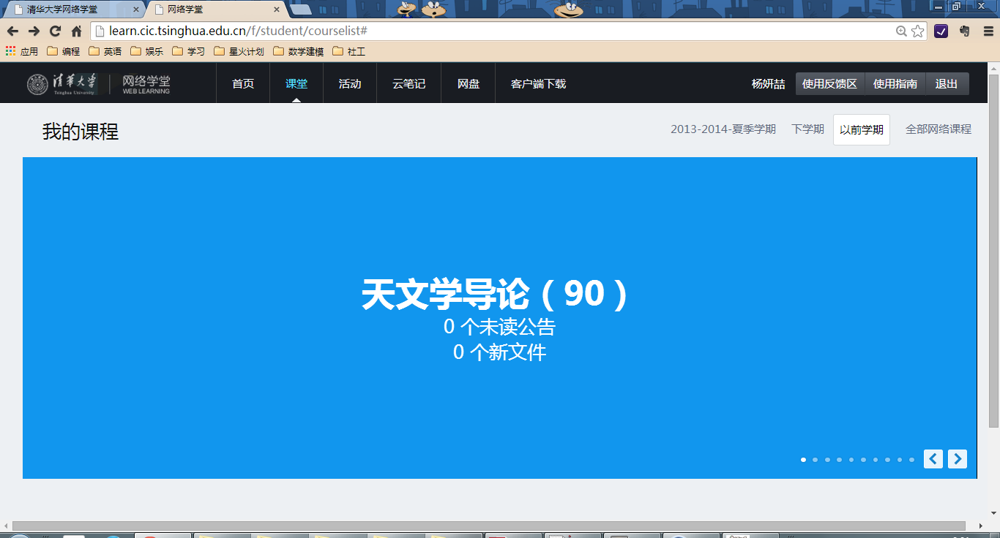 清华大学网络学堂
网络学堂
learn.cic.tsinghua.edu.cn/f/student/courselist#
应用 编程 英语 娱乐 学习 星火计划 数学建模 社工
清华大学 Tsinghua University 网络学堂 WEB LEARNING
首页 课堂 活动 云笔记 网盘 客户端下载 杨妍喆 使用反馈区 使用指南 退出
我的课程
2013-2014-夏季学期 下学期 以前学期 全部网络课程
天文学导论（90）
0 个未读公告
0 个新文件